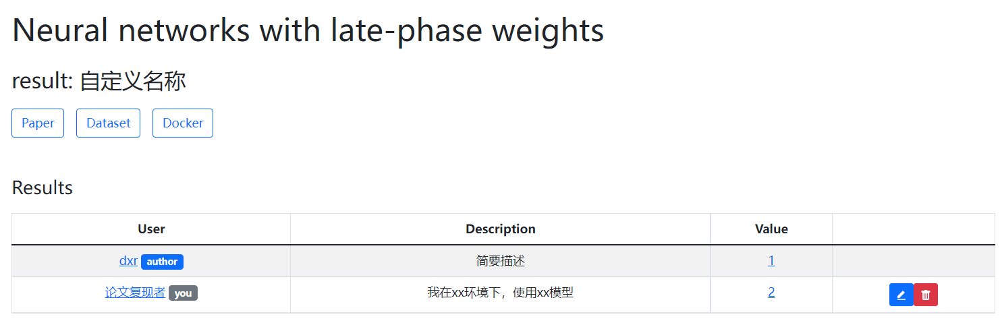 Neural networks with late-phase weights
result: 自定义名称
Paper Dataset Docker
Results
User Description Value
dxr author 简要描述 1
论文复现者 you 我在xx环境下，使用xx模型 2